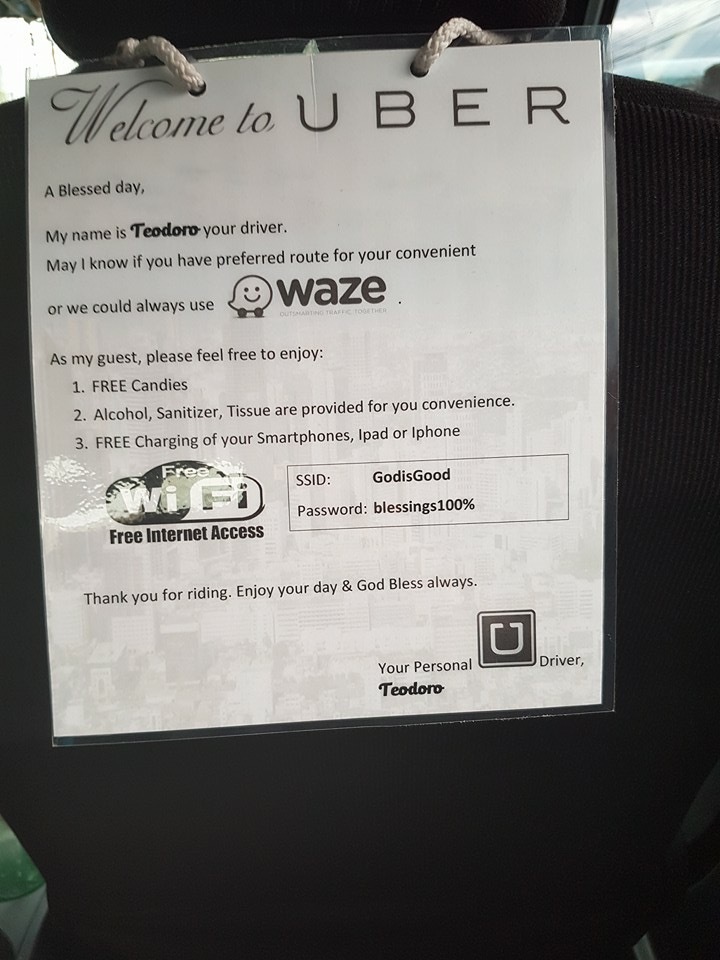 Welcome to UBER
A Blessed day,
My name is Teodoro your driver.
May I know if you have preferred route for your convenient
or we could always use waze .
OUTSMARTING TRAFFIC, TOGETHER
As my guest, please feel free to enjoy:
1. FREE Candies
2. Alcohol, Sanitizer, Tissue are provided for you convenience.
3. FREE Charging of your Smartphones, Ipad or Iphone
Free
Wi Fi
Free Internet Access
SSID: GodisGood
Password: blessings100%
Thank you for riding. Enjoy your day & God Bless always.
Your Personal U Driver,
Teodoro